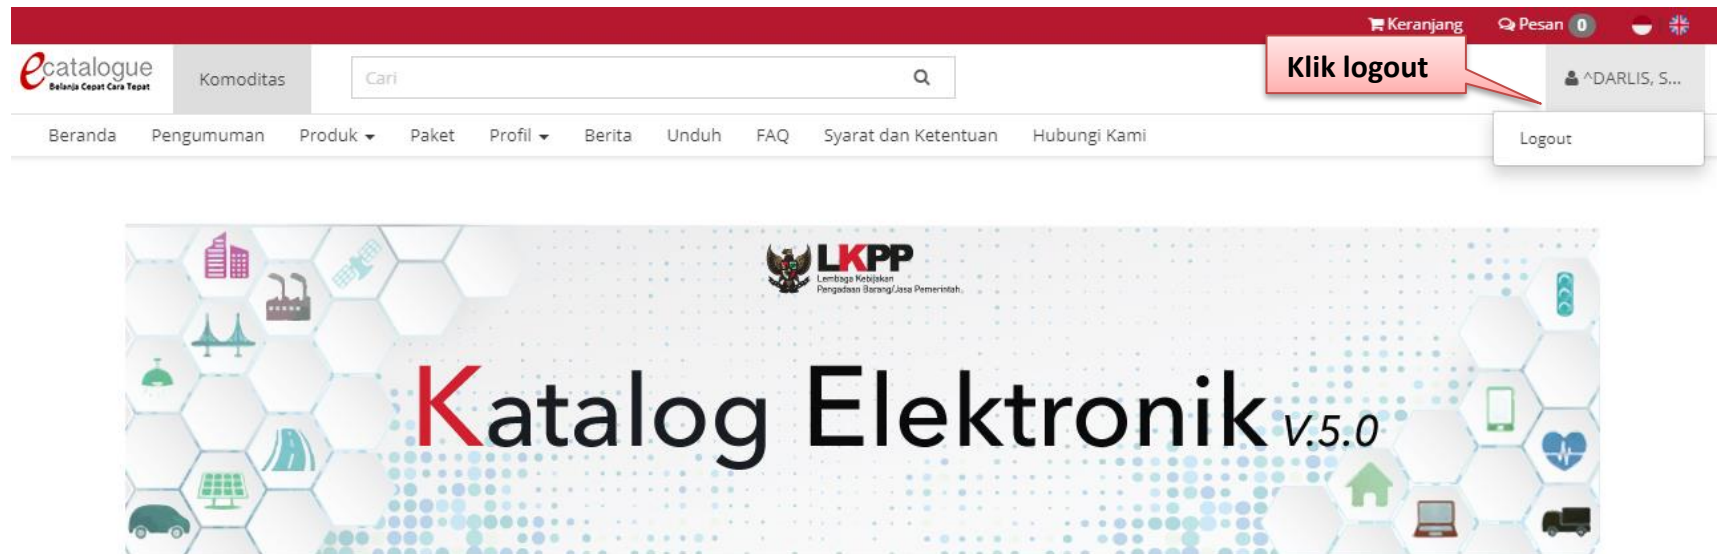 Keranjang Pesan 0
ecatalogue
Belanja Cepat Cara Tepat
Komoditas
Cari
Klik logout
^DARLIS, S...
Beranda Pengumuman Produk Paket Profil Berita Unduh FAQ Syarat dan Ketentuan Hubungi Kami
Logout
LKPP
Lembaga Kebijakan
Pengadaan Barang/Jasa Pemerintah
Katalog Elektronik V.5.0